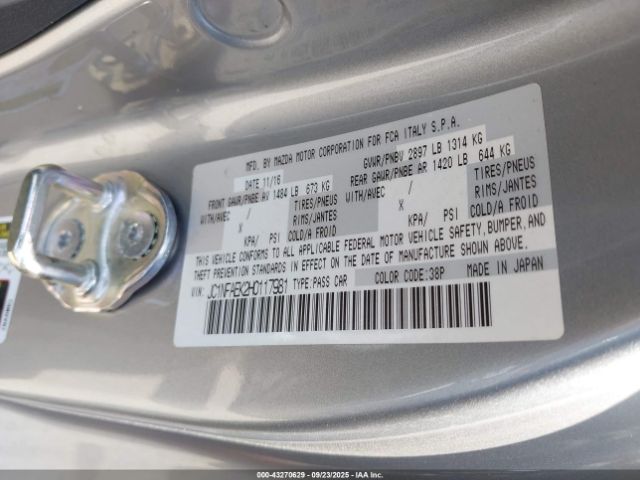 MFD. BY MAZDA MOTOR CORPORATION FOR FCA ITALY S.P.A.
DATE 11/16 GVWR/PNBV 2897 LB 1314 KG
FRONT GAWR/PNBE AV 1484 LB 673 KG REAR GAWR/PNBE AR 1420 LB 644 KG
WITH/AVEC / TIRES/PNEUS WITH/AVEC / TIRES/PNEUS
X RIMS/JANTES X RIMS/JANTES
KPA/ PSI COLD/A FROID KPA/ PSI COLD/A FROID
THIS VEHICLE CONFORMS TO ALL APPLICABLE FEDERAL MOTOR VEHICLE SAFETY, BUMPER, AND
THEFT PREVENTION STANDARDS IN EFFECT ON THE DATE OF MANUFACTURE SHOWN ABOVE.
VIN: JC1NFAEK2H0117981 TYPE:PASS CAR COLOR CODE:38P MADE IN JAPAN
000-43270629 - 09/23/2025 - IAAI.COM